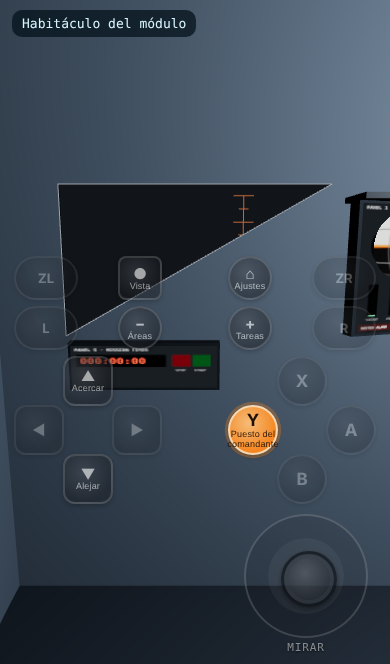 Habitáculo del módulo
ZL
Vista
Ajustes
ZR
L
Áreas
Tareas
R
Acercar
X
Y
Puesto del
comandante
A
Alejar
B
MIRAR